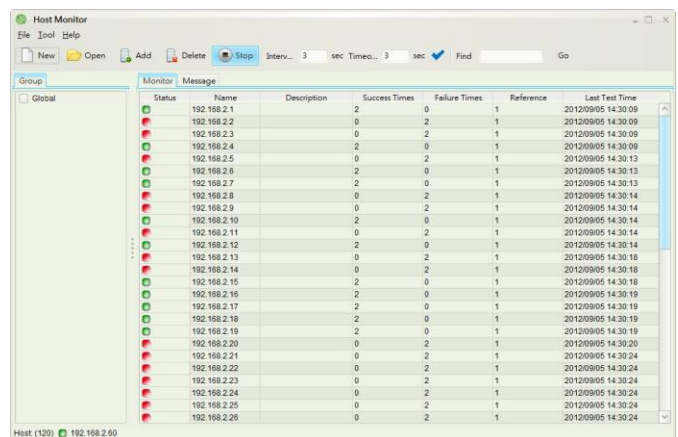 Host Monitor
File Tool Help
New Open Add Delete Stop Interv... 3 sec Timeo... 3 sec Find Go
Group Monitor Message
Global
Status Name Description Success Times Failure Times Reference Last Test Time
192.168.2.1 2 0 1 2012/09/05 14:30:09
192.168.2.2 0 2 1 2012/09/05 14:30:09
192.168.2.3 0 2 1 2012/09/05 14:30:09
192.168.2.4 2 0 1 2012/09/05 14:30:09
192.168.2.5 0 2 1 2012/09/05 14:30:13
192.168.2.6 2 0 1 2012/09/05 14:30:13
192.168.2.7 2 0 1 2012/09/05 14:30:13
192.168.2.8 0 2 1 2012/09/05 14:30:14
192.168.2.9 0 2 1 2012/09/05 14:30:14
192.168.2.10 2 0 1 2012/09/05 14:30:14
192.168.2.11 0 2 1 2012/09/05 14:30:14
192.168.2.12 2 0 1 2012/09/05 14:30:14
192.168.2.13 0 2 1 2012/09/05 14:30:18
192.168.2.14 0 2 1 2012/09/05 14:30:18
192.168.2.15 2 0 1 2012/09/05 14:30:18
192.168.2.16 2 0 1 2012/09/05 14:30:19
192.168.2.17 2 0 1 2012/09/05 14:30:19
192.168.2.18 2 0 1 2012/09/05 14:30:19
192.168.2.19 2 0 1 2012/09/05 14:30:19
192.168.2.20 0 2 1 2012/09/05 14:30:20
192.168.2.21 0 2 1 2012/09/05 14:30:24
192.168.2.22 0 2 1 2012/09/05 14:30:24
192.168.2.23 0 2 1 2012/09/05 14:30:24
192.168.2.24 0 2 1 2012/09/05 14:30:24
192.168.2.25 0 2 1 2012/09/05 14:30:24
192.168.2.26 0 2 1 2012/09/05 14:30:24
Host: (120) 192.168.2.60